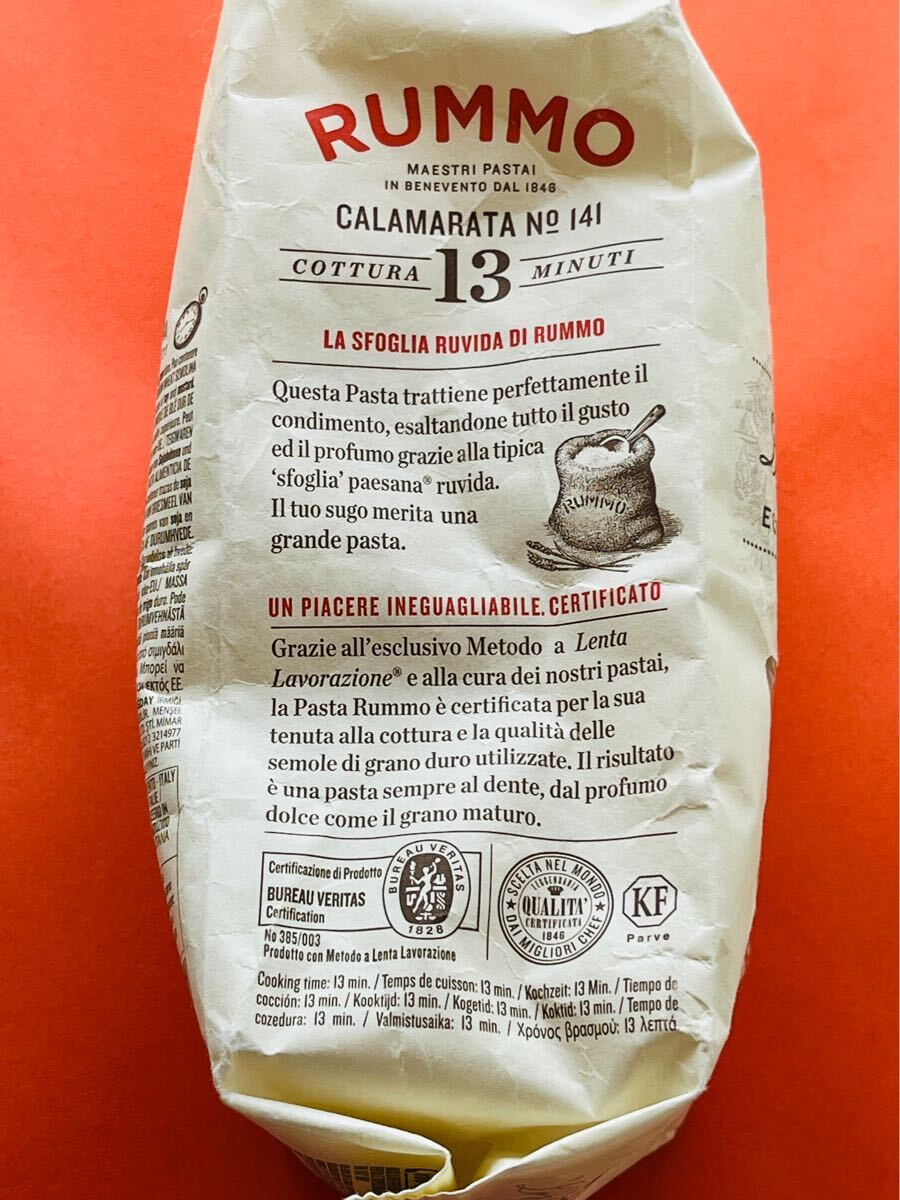 RUMMO
MAESTRI PASTAI
IN BENEVENTO DAL 1846
CALAMARATA Nº 141
COTTURA 13 MINUTI
LA SFOGLIA RUVIDA DI RUMMO
Questa Pasta trattiene perfettamente il
condimento, esaltandone tutto il gusto
ed il profumo grazie alla tipica
‘sfoglia’ paesana® ruvida.
Il tuo sugo merita una
grande pasta.
RUMMO
UN PIACERE INEGUAGLIABILE. CERTIFICATO
Grazie all'esclusivo Metodo a Lenta
Lavorazione® e alla cura dei nostri pastai,
la Pasta Rummo è certificata per la sua
tenuta alla cottura e la qualità delle
semole di grano duro utilizzate. Il risultato
è una pasta sempre al dente, dal profumo
dolce come il grano maturo.
Certificazione di Prodotto
BUREAU VERITAS
Certification
No 385/003
Prodotto con Metodo a Lenta Lavorazione
BUREAU VERITAS
1828
SCELTA NEL MONDO
LEGGENDARIA
QUALITA'
CERTIFICATA
1846
DAI MIGLIORI CHEF
KF
Parve
Cooking time: 13 min. / Temps de cuisson: 13 min. / Kochzeit: 13 Min. / Tiempo de
cocción: 13 min. / Kooktijd: 13 min. / Kogetid: 13 min. / Koktid: 13 min. / Tempo de
cozedura: 13 min. / Valmistusaika: 13 min. / Χρόνος βρασμού: 13 λεπτά